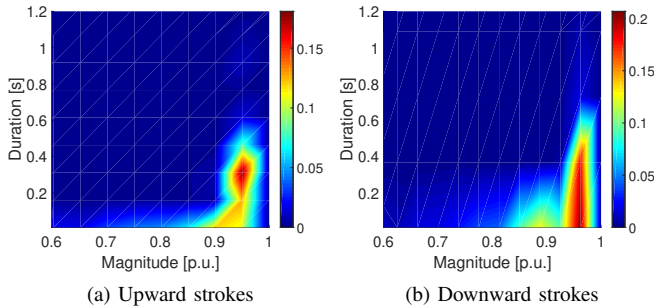 1.2
1
0.8
0.6
0.4
0.2
Duration [s]
0.6 0.7 0.8 0.9 1
Magnitude [p.u.]
0.15
0.1
0.05
0
(a) Upward strokes
1.2
1
0.8
0.6
0.4
0.2
Duration [s]
0.6 0.7 0.8 0.9 1
Magnitude [p.u.]
0.2
0.15
0.1
0.05
0
(b) Downward strokes